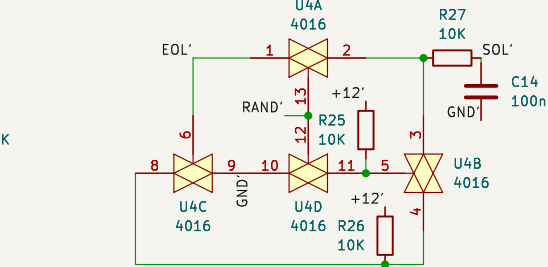 U4A
4016
R27
10K
EOL'
1
2
SOL'
C14
100n
GND'
13
+12'
RAND'
R25
10K
12
6
3
K
8
9
10
11
5
U4B
4016
GND'
U4C
4016
U4D
4016
+12'
4
R26
10K